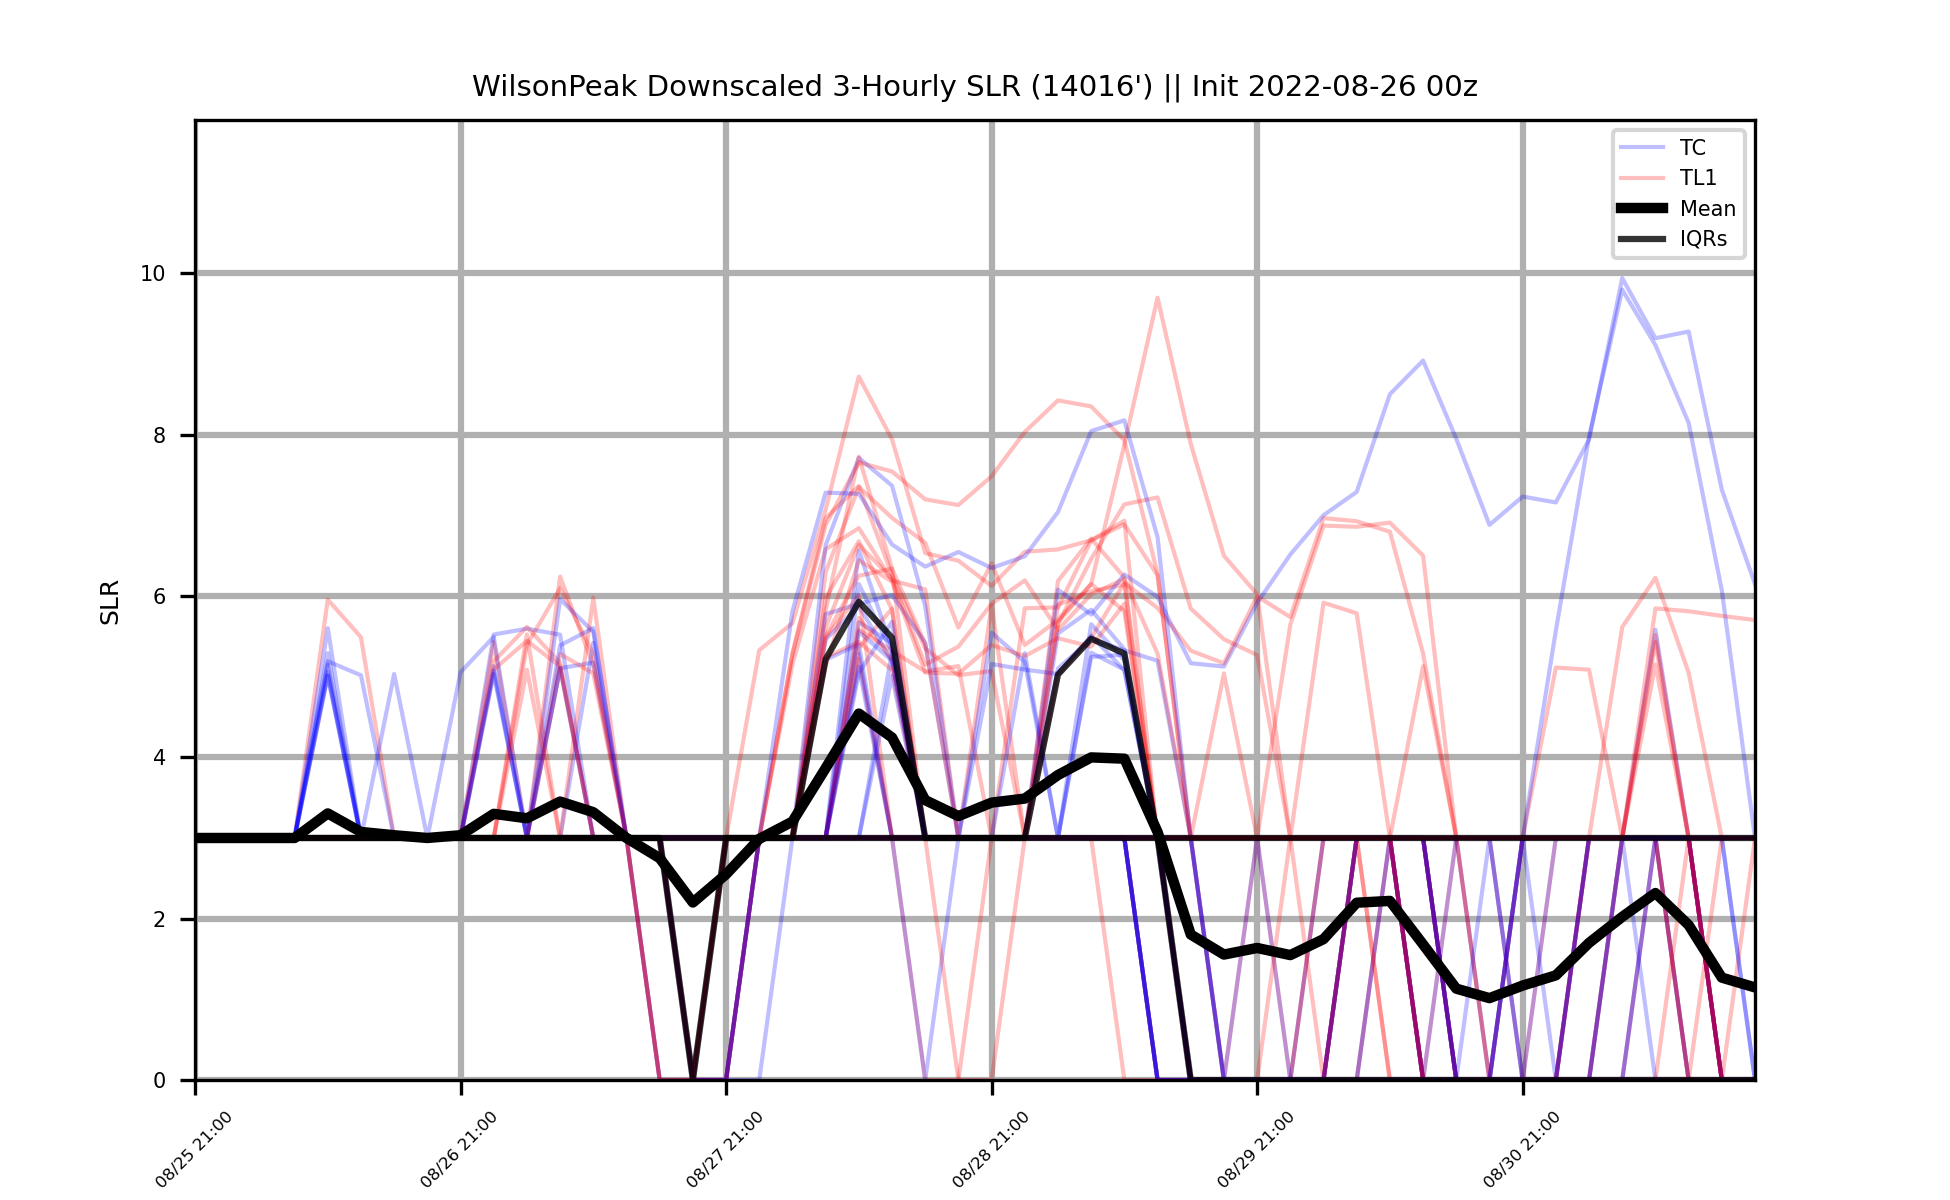 WilsonPeak Downscaled 3-Hourly SLR (14016') || Init 2022-08-26 00z
TC
TL1
Mean
IQRs
SLR
10
8
6
4
2
0
08/25 21:00
08/26 21:00
08/27 21:00
08/28 21:00
08/29 21:00
08/30 21:00